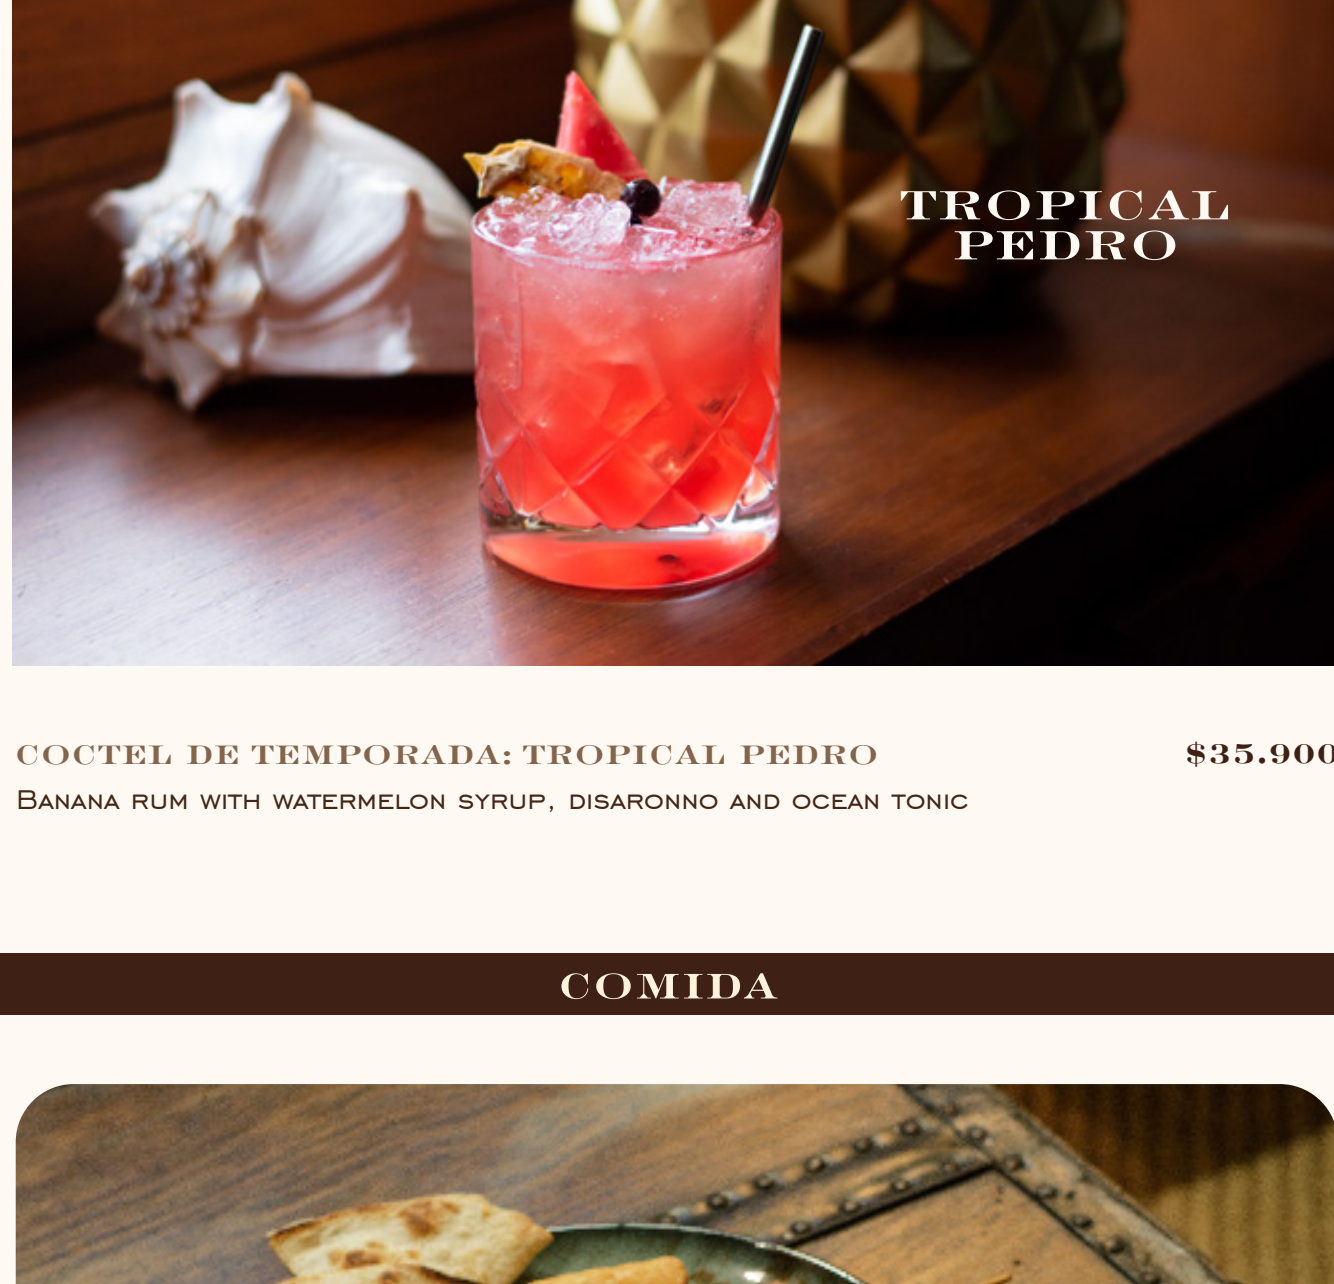 TROPICAL
PEDRO
COCTEL DE TEMPORADA: TROPICAL PEDRO
$35.900
Banana rum with watermelon syrup, disaronno and ocean tonic
COMIDA